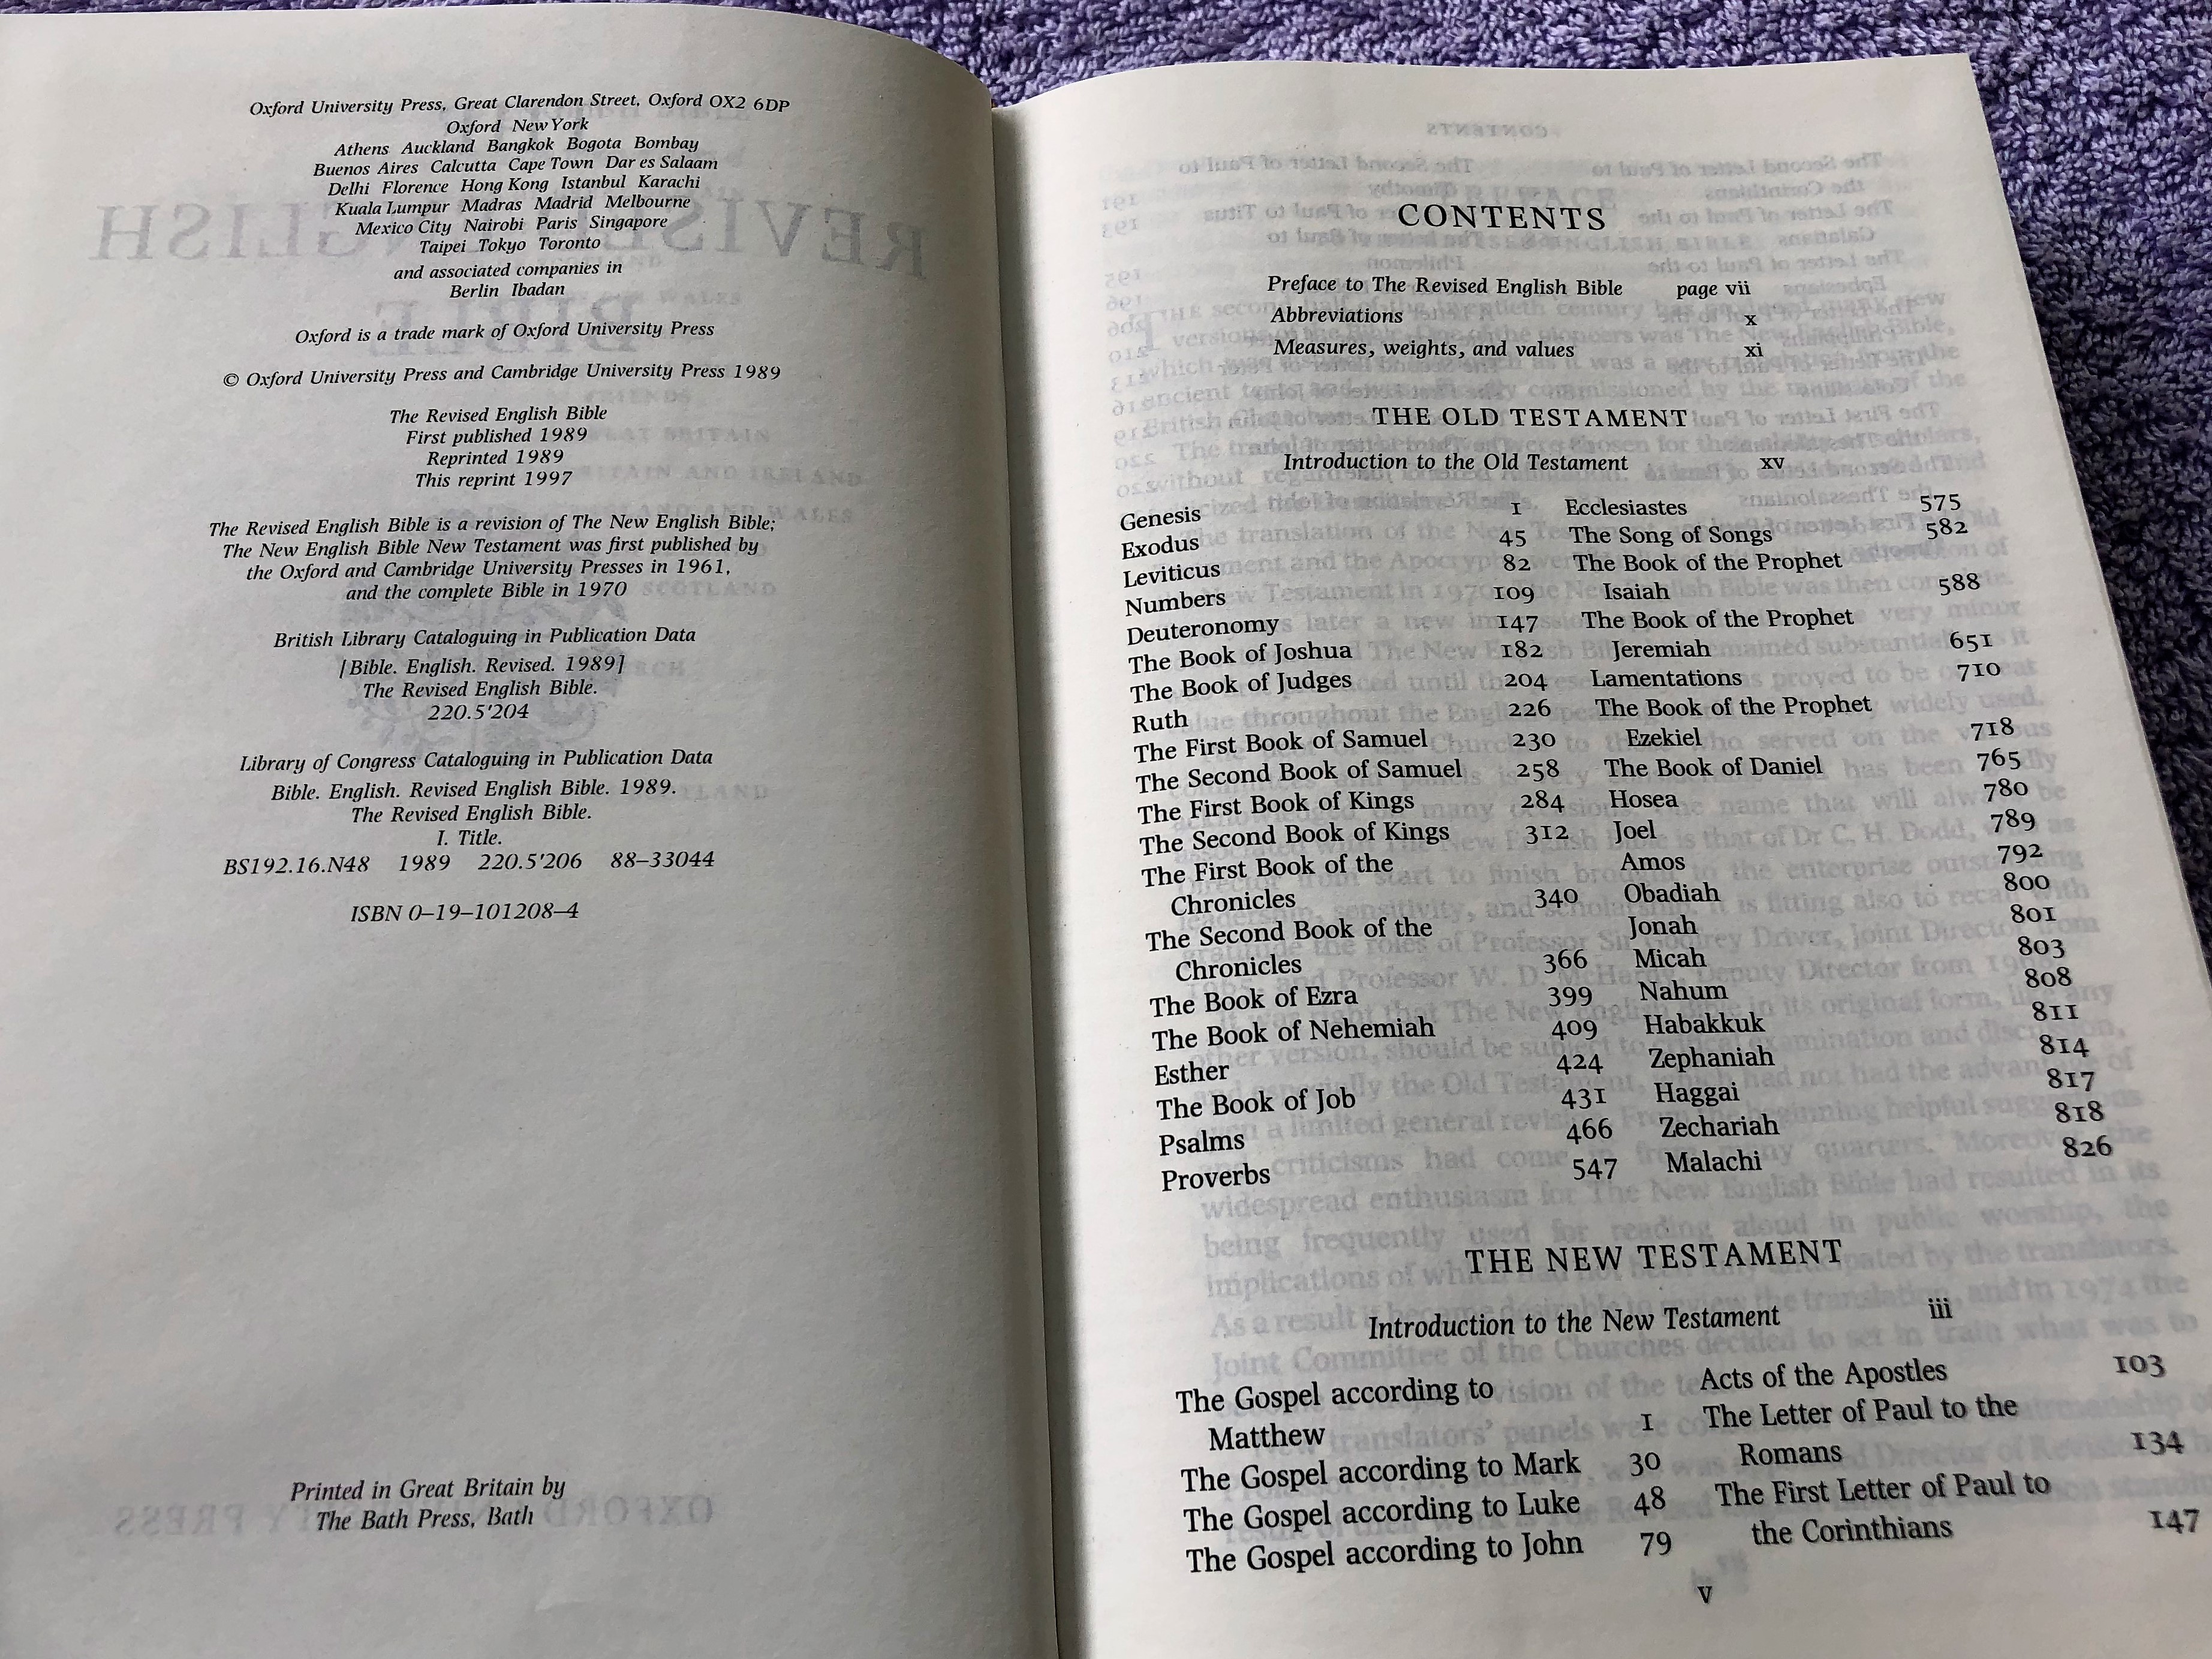 Oxford University Press, Great Clarendon Street, Oxford OX2 6DP
Oxford New York
Athens Auckland Bangkok Bogota Bombay
Buenos Aires Calcutta Cape Town Dar es Salaam
Delhi Florence Hong Kong Istanbul Karachi
Kuala Lumpur Madras Madrid Melbourne
Mexico City Nairobi Paris Singapore
Taipei Tokyo Toronto
and associated companies in
Berlin Ibadan
Oxford is a trade mark of Oxford University Press
© Oxford University Press and Cambridge University Press 1989
The Revised English Bible
First published 1989
Reprinted 1989
This reprint 1997
The Revised English Bible is a revision of The New English Bible;
The New English Bible New Testament was first published by
the Oxford and Cambridge University Presses in 1961,
and the complete Bible in 1970
British Library Cataloguing in Publication Data
[Bible. English. Revised. 1989]
The Revised English Bible.
220.5'204
Library of Congress Cataloguing in Publication Data
Bible. English. Revised English Bible. 1989.
The Revised English Bible.
I. Title.
BS192.16.N48 1989 220.5'206 88–33044
ISBN 0–19–101208–4
Printed in Great Britain by
The Bath Press, Bath
CONTENTS
Preface to The Revised English Bible page vii
Abbreviations x
Measures, weights, and values xi
THE OLD TESTAMENT
Introduction to the Old Testament xv
Genesis 1
Exodus 45
Leviticus 82
Numbers 109
Deuteronomy 147
The Book of Joshua 182
The Book of Judges 204
Ruth 226
The First Book of Samuel 230
The Second Book of Samuel 258
The First Book of Kings 284
The Second Book of Kings 312
The First Book of the
Chronicles 340
The Second Book of the
Chronicles 366
The Book of Ezra 399
The Book of Nehemiah 409
Esther 424
The Book of Job 431
Psalms 466
Proverbs 547
Ecclesiastes 575
The Song of Songs 582
The Book of the Prophet
Isaiah 588
The Book of the Prophet
Jeremiah 651
Lamentations 710
The Book of the Prophet
Ezekiel 718
The Book of Daniel 765
Hosea 780
Joel 789
Amos 792
Obadiah 800
Jonah 801
Micah 803
Nahum 808
Habakkuk 811
Zephaniah 814
Haggai 817
Zechariah 818
Malachi 826
THE NEW TESTAMENT
Introduction to the New Testament iii
The Gospel according to
Matthew 1
The Gospel according to Mark 30
The Gospel according to Luke 48
The Gospel according to John 79
Acts of the Apostles 103
The Letter of Paul to the
Romans 134
The First Letter of Paul to
the Corinthians 147
v